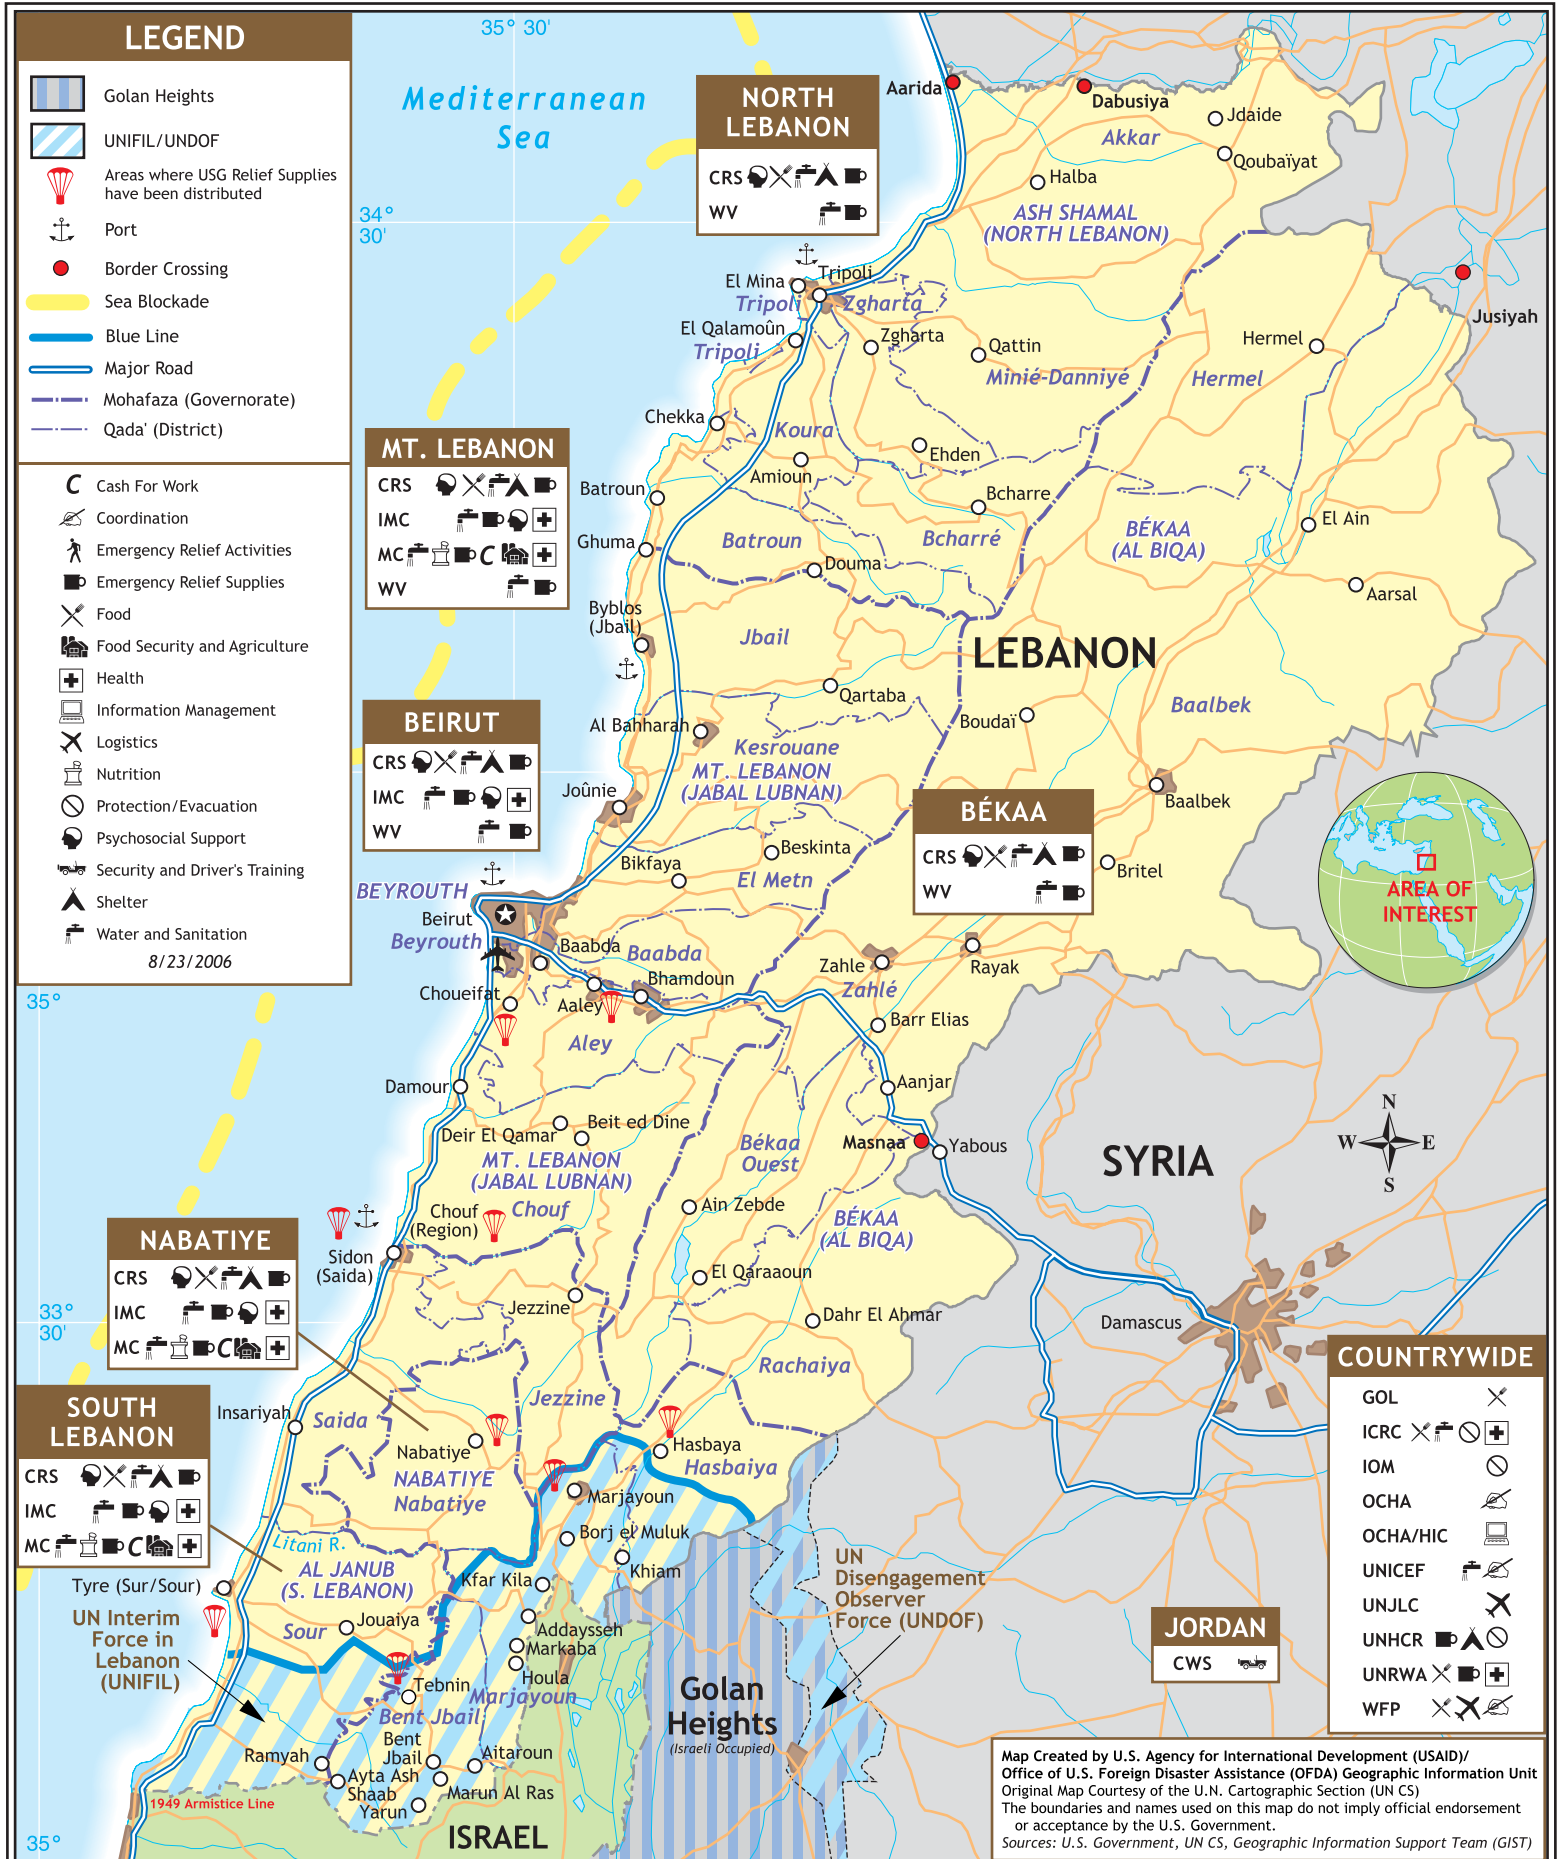 LEGEND
Golan Heights
UNIFIL/UNDOF
Areas where USG Relief Supplies
have been distributed
Port
Border Crossing
Sea Blockade
Blue Line
Major Road
Mohafaza (Governorate)
Qada' (District)
C Cash For Work
Coordination
Emergency Relief Activities
Emergency Relief Supplies
Food
Food Security and Agriculture
Health
Information Management
Logistics
Nutrition
Protection/Evacuation
Psychosocial Support
Security and Driver's Training
Shelter
Water and Sanitation
8/23/2006
35° 30'
Mediterranean
Sea
34°
30'
NORTH
LEBANON
CRS
WV
Aarida
Dabusiya
Akkar
Jdaide
Qoubaïyat
Halba
ASH SHAMAL
(NORTH LEBANON)
Jusiyah
El Mina
Tripoli
Tripoli
Zgharta
El Qalamoûn
Tripoli
Zgharta
Qattin
Minié-Danniyé
Hermel
Hermel
Chekka
Koura
Ehden
Amioun
Batroun
Bcharre
Ghuma
Batroun
Bcharré
BÉKAA
(AL BIQA)
El Ain
Douma
Aarsal
MT. LEBANON
CRS
IMC
MC C
WV
Byblos
(Jbail)
Jbail
LEBANON
Qartaba
Boudaï
Baalbek
Al Bahharah
Kesrouane
MT. LEBANON
(JABAL LUBNAN)
BEIRUT
CRS
IMC
WV
Joûnie
Baalbek
BÉKAA
CRS
WV
Britel
Beskinta
Bikfaya
El Metn
AREA OF
INTEREST
BEYROUTH
Beirut
Beyrouth
Baabda
Baabda
Bhamdoun
Zahle
Zahlé
Rayak
Choueifat
Aaley
Barr Elias
Aley
35°
Damour
Aanjar
Beit ed Dine
Deir El Qamar
Masnaa
Yabous
Békaa
Ouest
MT. LEBANON
(JABAL LUBNAN)
SYRIA
N
W
E
S
Chouf
(Region)
Chouf
Ain Zebde
BÉKAA
(AL BIQA)
Sidon
(Saida)
El Qaraaoun
Jezzine
Dahr El Ahmar
Damascus
NABATIYE
CRS
IMC
MC C
33°
30'
Rachaiya
Jezzine
SOUTH
LEBANON
CRS
IMC
MC C
Insariyah
Saida
Nabatiye
NABATIYE
Nabatiye
Hasbaya
Hasbaiya
Marjayoun
Borj el Muluk
Khiam
Litani R.
AL JANUB
(S. LEBANON)
Kfar Kila
Tyre (Sur/Sour)
Sour
Jouaiya
Addaysseh
Markaba
Houla
Marjayoun
UN Interim
Force in
Lebanon
(UNIFIL)
Tebnin
Bent Jbail
Bent
Jbail
Aitaroun
Ramyah
Ayta Ash
Shaab
Marun Al Ras
Yarun
1949 Armistice Line
ISRAEL
35°
UN
Disengagement
Observer
Force (UNDOF)
Golan
Heights
(Israeli Occupied)
JORDAN
CWS
COUNTRYWIDE
GOL
ICRC
IOM
OCHA
OCHA/HIC
UNICEF
UNJLC
UNHCR
UNRWA
WFP
Map Created by U.S. Agency for International Development (USAID)/
Office of U.S. Foreign Disaster Assistance (OFDA) Geographic Information Unit
Original Map Courtesy of the U.N. Cartographic Section (UN CS)
The boundaries and names used on this map do not imply official endorsement
or acceptance by the U.S. Government.
Sources: U.S. Government, UN CS, Geographic Information Support Team (GIST)